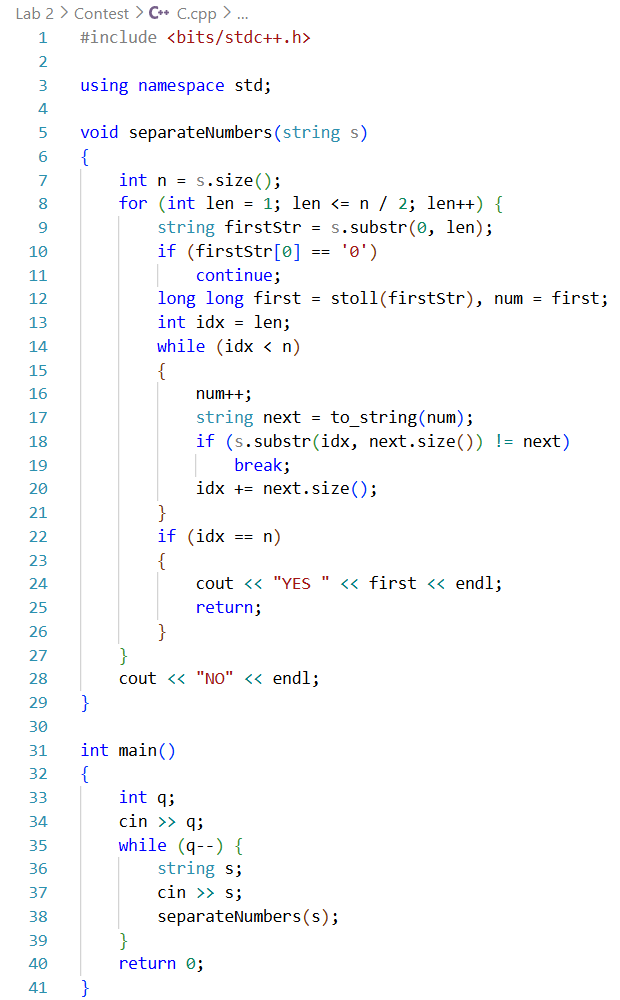 Lab 2 > Contest > C++ C.cpp > ...
1 #include <bits/stdc++.h>
2
3 using namespace std;
4
5 void separateNumbers(string s)
6 {
7     int n = s.size();
8     for (int len = 1; len <= n / 2; len++) {
9         string firstStr = s.substr(0, len);
10         if (firstStr[0] == '0')
11             continue;
12         long long first = stoll(firstStr), num = first;
13         int idx = len;
14         while (idx < n)
15         {
16             num++;
17             string next = to_string(num);
18             if (s.substr(idx, next.size()) != next)
19                 break;
20             idx += next.size();
21         }
22         if (idx == n)
23         {
24             cout << "YES " << first << endl;
25             return;
26         }
27     }
28     cout << "NO" << endl;
29 }
30
31 int main()
32 {
33     int q;
34     cin >> q;
35     while (q--) {
36         string s;
37         cin >> s;
38         separateNumbers(s);
39     }
40     return 0;
41 }